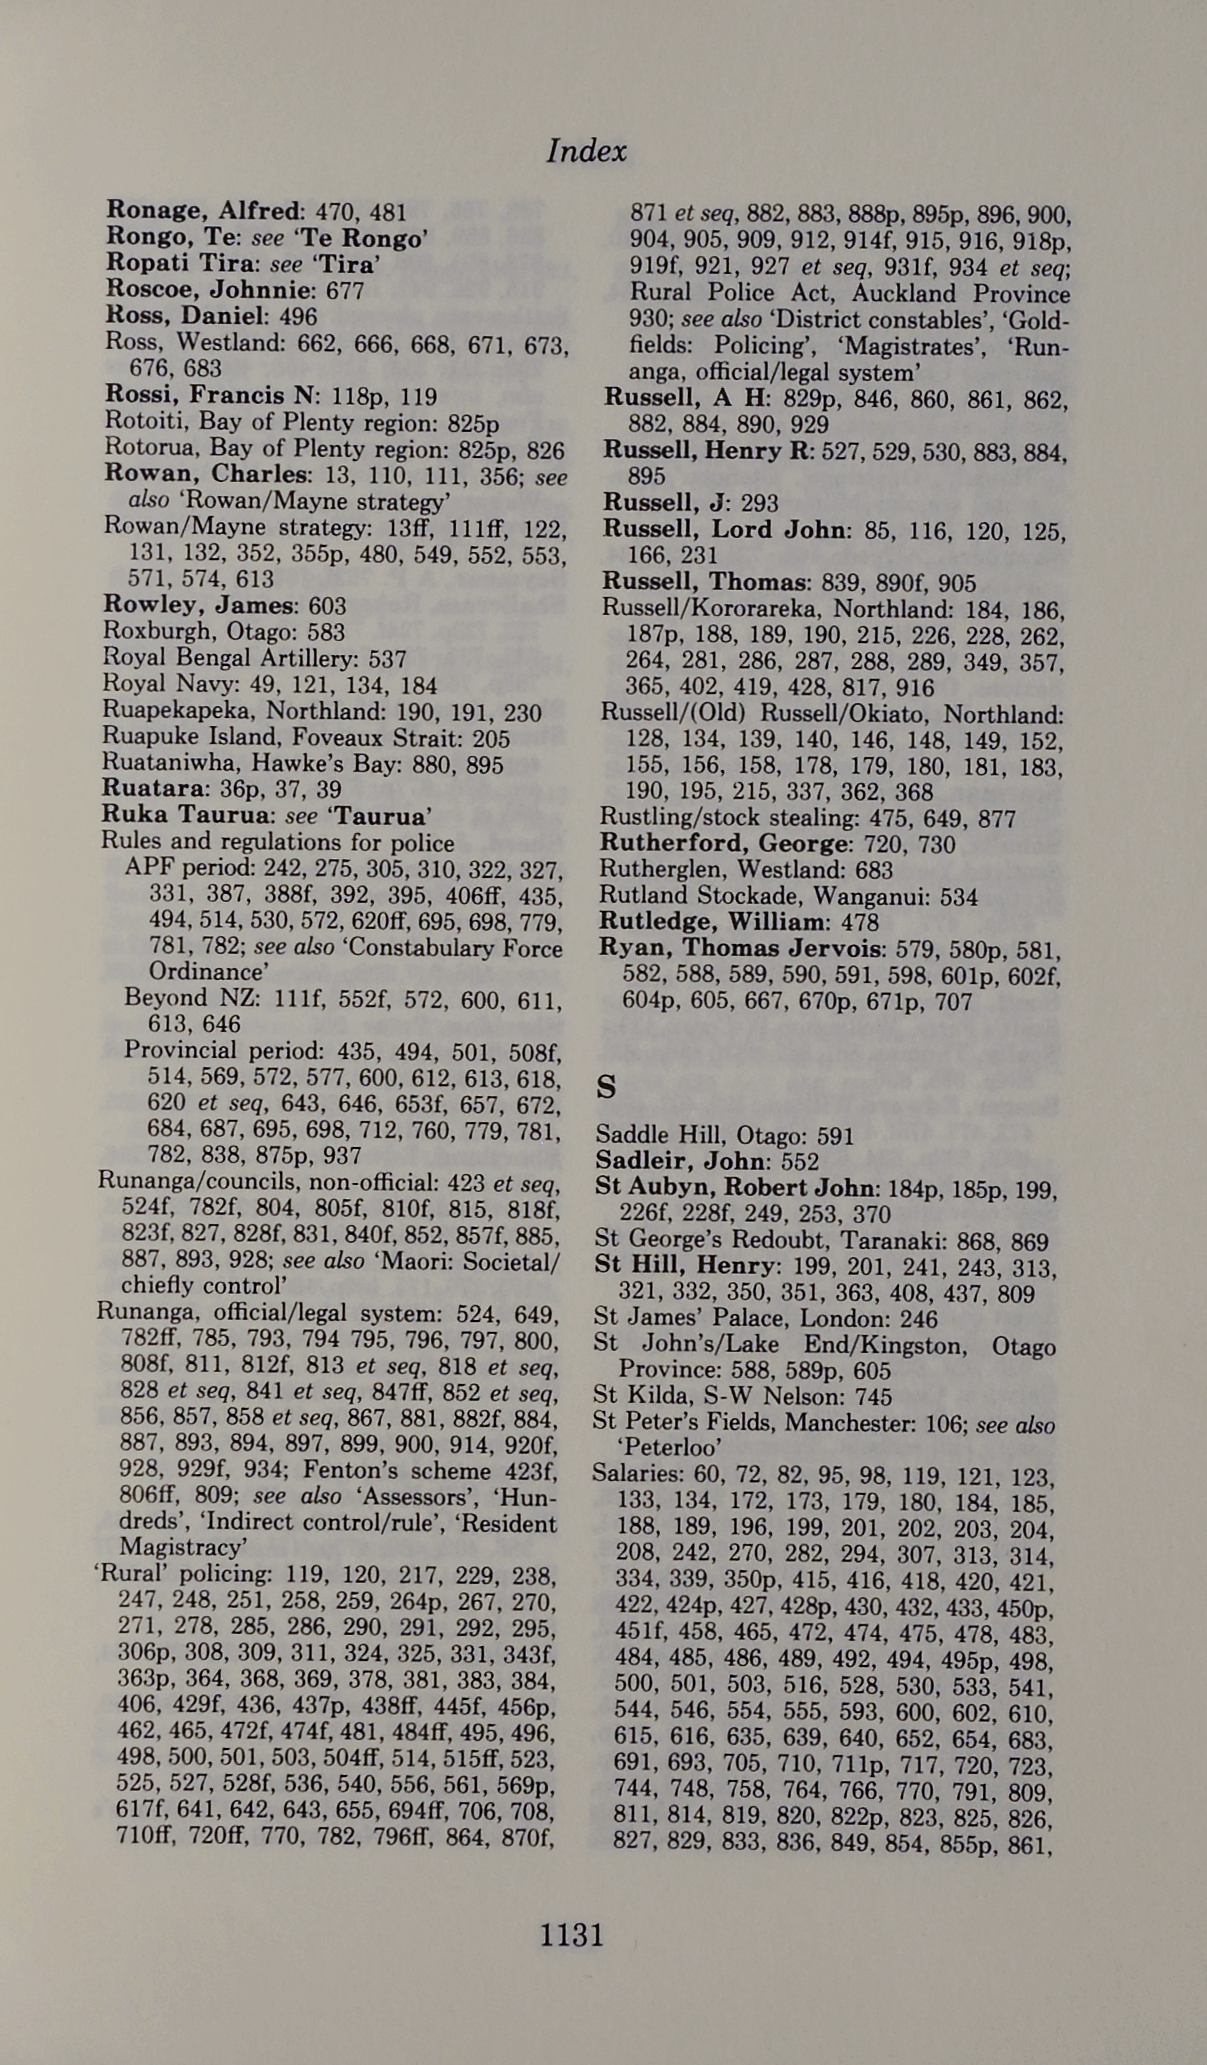 Index
Ronage, Alfred: 470, 481
Rongo, Te: see ‘Te Rongo’
Ropati Tira: see ‘Tira’
Roscoe, Johnnie: 677
Ross, Daniel: 496
Ross, Westland: 662, 666, 668, 671, 673,
676, 683
Rossi, Francis N: 118p, 119
Rotoiti, Bay of Plenty region: 825p
Rotorua, Bay of Plenty region: 825p, 826
Rowan, Charles: 13, 110, 111, 356; see
also ‘Rowan/Mayne strategy’
Rowan/Mayne strategy: 13ff, 111ff, 122,
131, 132, 352, 355p, 480, 549, 552, 553,
571, 574, 613
Rowley, James: 603
Roxburgh, Otago: 583
Royal Bengal Artillery: 537
Royal Navy: 49, 121, 134, 184
Ruapekapeka, Northland: 190, 191, 230
Ruapuke Island, Foveaux Strait: 205
Ruataniwha, Hawke’s Bay: 880, 895
Ruatara: 36p, 37, 39
Ruka Taurua: see ‘Taurua’
Rules and regulations for police
APF period: 242, 275, 305, 310, 322, 327,
331, 387, 388f, 392, 395, 406ff, 435,
494, 514, 530, 572, 620ff, 695, 698, 779,
781, 782; see also ‘Constabulary Force
Ordinance’
Beyond NZ: 111f, 552f, 572, 600, 611,
613, 646
Provincial period: 435, 494, 501, 508f,
514, 569, 572, 577, 600, 612, 613, 618,
620 et seq, 643, 646, 653f, 657, 672,
684, 687, 695, 698, 712, 760, 779, 781,
782, 838, 875p, 937
Runanga/councils, non-official: 423 et seq,
524f, 782f, 804, 805f, 810f, 815, 818f,
823f, 827, 828f, 831, 840f, 852, 857f, 885,
887, 893, 928; see also ‘Maori: Societal/
chiefly control’
Runanga, official/legal system: 524, 649,
782ff, 785, 793, 794 795, 796, 797, 800,
808f, 811, 812f, 813 et seq, 818 et seq,
828 et seq, 841 et seq, 847ff, 852 et seq,
856, 857, 858 et seq, 867, 881, 882f, 884,
887, 893, 894, 897, 899, 900, 914, 920f,
928, 929f, 934; Fenton’s scheme 423f,
806ff, 809; see also ‘Assessors’, ‘Hun-
dreds’, ‘Indirect control/rule’, ‘Resident
Magistracy’
‘Rural’ policing: 119, 120, 217, 229, 238,
247, 248, 251, 258, 259, 264p, 267, 270,
271, 278, 285, 286, 290, 291, 292, 295,
306p, 308, 309, 311, 324, 325, 331, 343f,
363p, 364, 368, 369, 378, 381, 383, 384,
406, 429f, 436, 437p, 438ff, 445f, 456p,
462, 465, 472f, 474f, 481, 484ff, 495, 496,
498, 500, 501, 503, 504ff, 514, 515ff, 523,
525, 527, 528f, 536, 540, 556, 561, 569p,
617f, 641, 642, 643, 655, 694ff, 706, 708,
710ff, 720ff, 770, 782, 796ff, 864, 870f,
871 et seq, 882, 883, 888p, 895p, 896, 900,
904, 905, 909, 912, 914f, 915, 916, 918p,
919f, 921, 927 et seq, 931f, 934 et seq;
Rural Police Act, Auckland Province
930; see also ‘District constables’, ‘Gold-
fields: Policing’, ‘Magistrates’, ‘Run-
anga, official/legal system’
Russell, A H: 829p, 846, 860, 861, 862,
882, 884, 890, 929
Russell, Henry R: 527, 529, 530, 883, 884,
895
Russell, J: 293
Russell, Lord John: 85, 116, 120, 125,
166, 231
Russell, Thomas: 839, 890f, 905
Russell/Kororareka, Northland: 184, 186,
187p, 188, 189, 190, 215, 226, 228, 262,
264, 281, 286, 287, 288, 289, 349, 357,
365, 402, 419, 428, 817, 916
Russell/(Old) Russell/Okiato, Northland:
128, 134, 139, 140, 146, 148, 149, 152,
155, 156, 158, 178, 179, 180, 181, 183,
190, 195, 215, 337, 362, 368
Rustling/stock stealing: 475, 649, 877
Rutherford, George: 720, 730
Rutherglen, Westland: 683
Rutland Stockade, Wanganui: 534
Rutledge, William: 478
Ryan, Thomas Jervois: 579, 580p, 581,
582, 588, 589, 590, 591, 598, 601p, 602f,
604p, 605, 667, 670p, 671p, 707
S
Saddle Hill, Otago: 591
Sadleir, John: 552
St Aubyn, Robert John: 184p, 185p, 199,
226f, 228f, 249, 253, 370
St George’s Redoubt, Taranaki: 868, 869
St Hill, Henry: 199, 201, 241, 243, 313,
321, 332, 350, 351, 363, 408, 437, 809
St James’ Palace, London: 246
St John’s/Lake End/Kingston, Otago
Province: 588, 589p, 605
St Kilda, S-W Nelson: 745
St Peter’s Fields, Manchester: 106; see also
‘Peterloo’
Salaries: 60, 72, 82, 95, 98, 119, 121, 123,
133, 134, 172, 173, 179, 180, 184, 185,
188, 189, 196, 199, 201, 202, 203, 204,
208, 242, 270, 282, 294, 307, 313, 314,
334, 339, 350p, 415, 416, 418, 420, 421,
422, 424p, 427, 428p, 430, 432, 433, 450p,
451f, 458, 465, 472, 474, 475, 478, 483,
484, 485, 486, 489, 492, 494, 495p, 498,
500, 501, 503, 516, 528, 530, 533, 541,
544, 546, 554, 555, 593, 600, 602, 610,
615, 616, 635, 639, 640, 652, 654, 683,
691, 693, 705, 710, 711p, 717, 720, 723,
744, 748, 758, 764, 766, 770, 791, 809,
811, 814, 819, 820, 822p, 823, 825, 826,
827, 829, 833, 836, 849, 854, 855p, 861,
1131